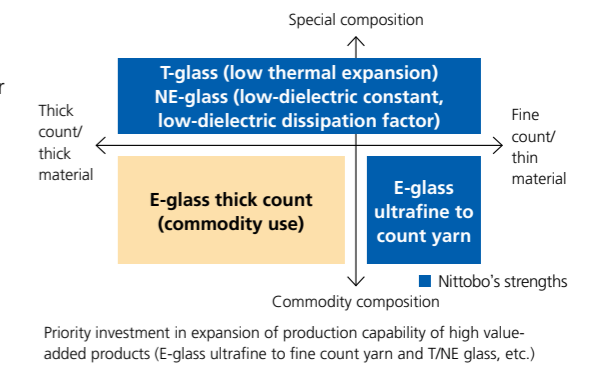 Special composition
r
T-glass (low thermal expansion)
NE-glass (low-dielectric constant,
low-dielectric dissipation factor)
Thick
count/
thick
material
Fine
count/
thin
material
E-glass thick count
(commodity use)
E-glass
ultrafine to
count yarn
Nittobo's strengths
Commodity composition
Priority investment in expansion of production capability of high value-
added products (E-glass ultrafine to fine count yarn and T/NE glass, etc.)